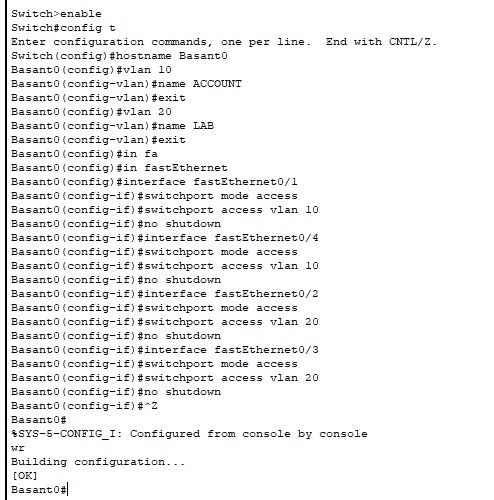 Switch>enable
Switch#config t
Enter configuration commands, one per line.  End with CNTL/Z.
Switch(config)#hostname Basant0
Basant0(config)#vlan 10
Basant0(config-vlan)#name ACCOUNT
Basant0(config-vlan)#exit
Basant0(config)#vlan 20
Basant0(config-vlan)#name LAB
Basant0(config-vlan)#exit
Basant0(config)#in fa
Basant0(config)#in fastEthernet
Basant0(config)#interface fastEthernet0/1
Basant0(config-if)#switchport mode access
Basant0(config-if)#switchport access vlan 10
Basant0(config-if)#no shutdown
Basant0(config-if)#interface fastEthernet0/4
Basant0(config-if)#switchport mode access
Basant0(config-if)#switchport access vlan 10
Basant0(config-if)#no shutdown
Basant0(config-if)#interface fastEthernet0/2
Basant0(config-if)#switchport mode access
Basant0(config-if)#switchport access vlan 20
Basant0(config-if)#no shutdown
Basant0(config-if)#interface fastEthernet0/3
Basant0(config-if)#switchport mode access
Basant0(config-if)#switchport access vlan 20
Basant0(config-if)#no shutdown
Basant0(config-if)#^Z
Basant0#
%SYS-5-CONFIG_I: Configured from console by console
wr
Building configuration...
[OK]
Basant0#